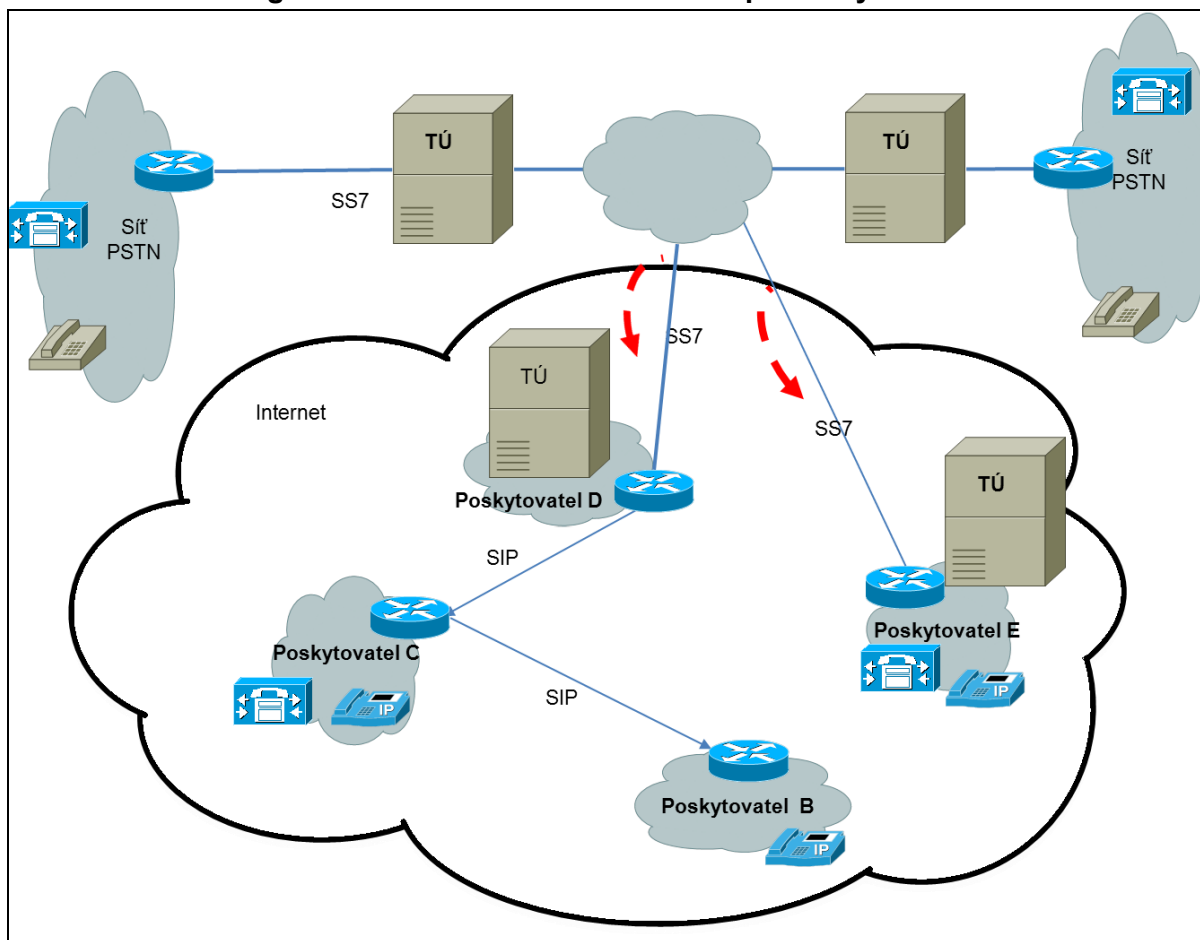 TÚ
TÚ
Síť
PSTN
SS7
Síť
PSTN
SS7
TÚ
Internet
SS7
TÚ
Poskytovatel D
SIP
Poskytovatel E
Poskytovatel C
IP
SIP
IP
Poskytovatel B
IP